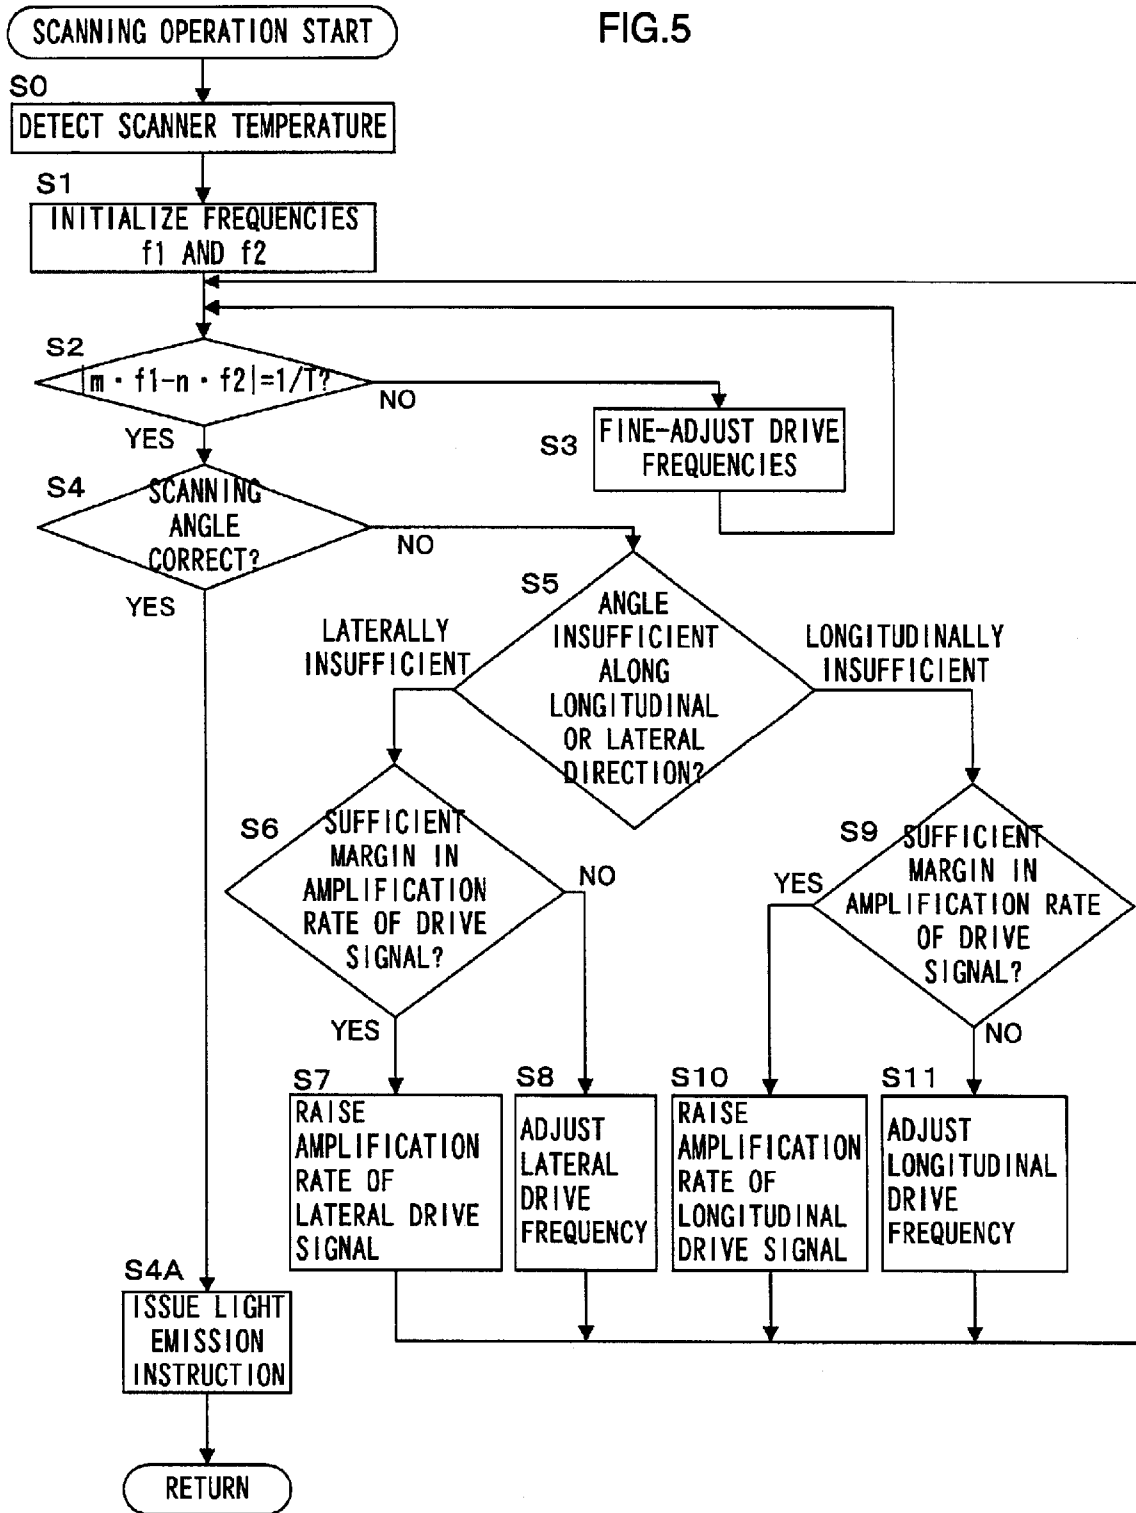 FIG.5
SCANNING OPERATION START
S0
DETECT SCANNER TEMPERATURE
S1
INITIALIZE FREQUENCIES
f1 AND f2
S2
|m・f1-n・f2|=1/T?
NO
YES
S3
FINE-ADJUST DRIVE
FREQUENCIES
S4
SCANNING
ANGLE
CORRECT?
NO
YES
S5
ANGLE
INSUFFICIENT
ALONG
LONGITUDINAL
OR LATERAL
DIRECTION?
LATERALLY
INSUFFICIENT
LONGITUDINALLY
INSUFFICIENT
S6
SUFFICIENT
MARGIN IN
AMPLIFICATION
RATE OF DRIVE
SIGNAL?
NO
YES
S9
SUFFICIENT
MARGIN IN
AMPLIFICATION RATE
OF DRIVE
SIGNAL?
YES
NO
S7
RAISE
AMPLIFICATION
RATE OF
LATERAL DRIVE
SIGNAL
S8
ADJUST
LATERAL
DRIVE
FREQUENCY
S10
RAISE
AMPLIFICATION
RATE OF
LONGITUDINAL
DRIVE SIGNAL
S11
ADJUST
LONGITUDINAL
DRIVE
FREQUENCY
S4A
ISSUE LIGHT
EMISSION
INSTRUCTION
RETURN